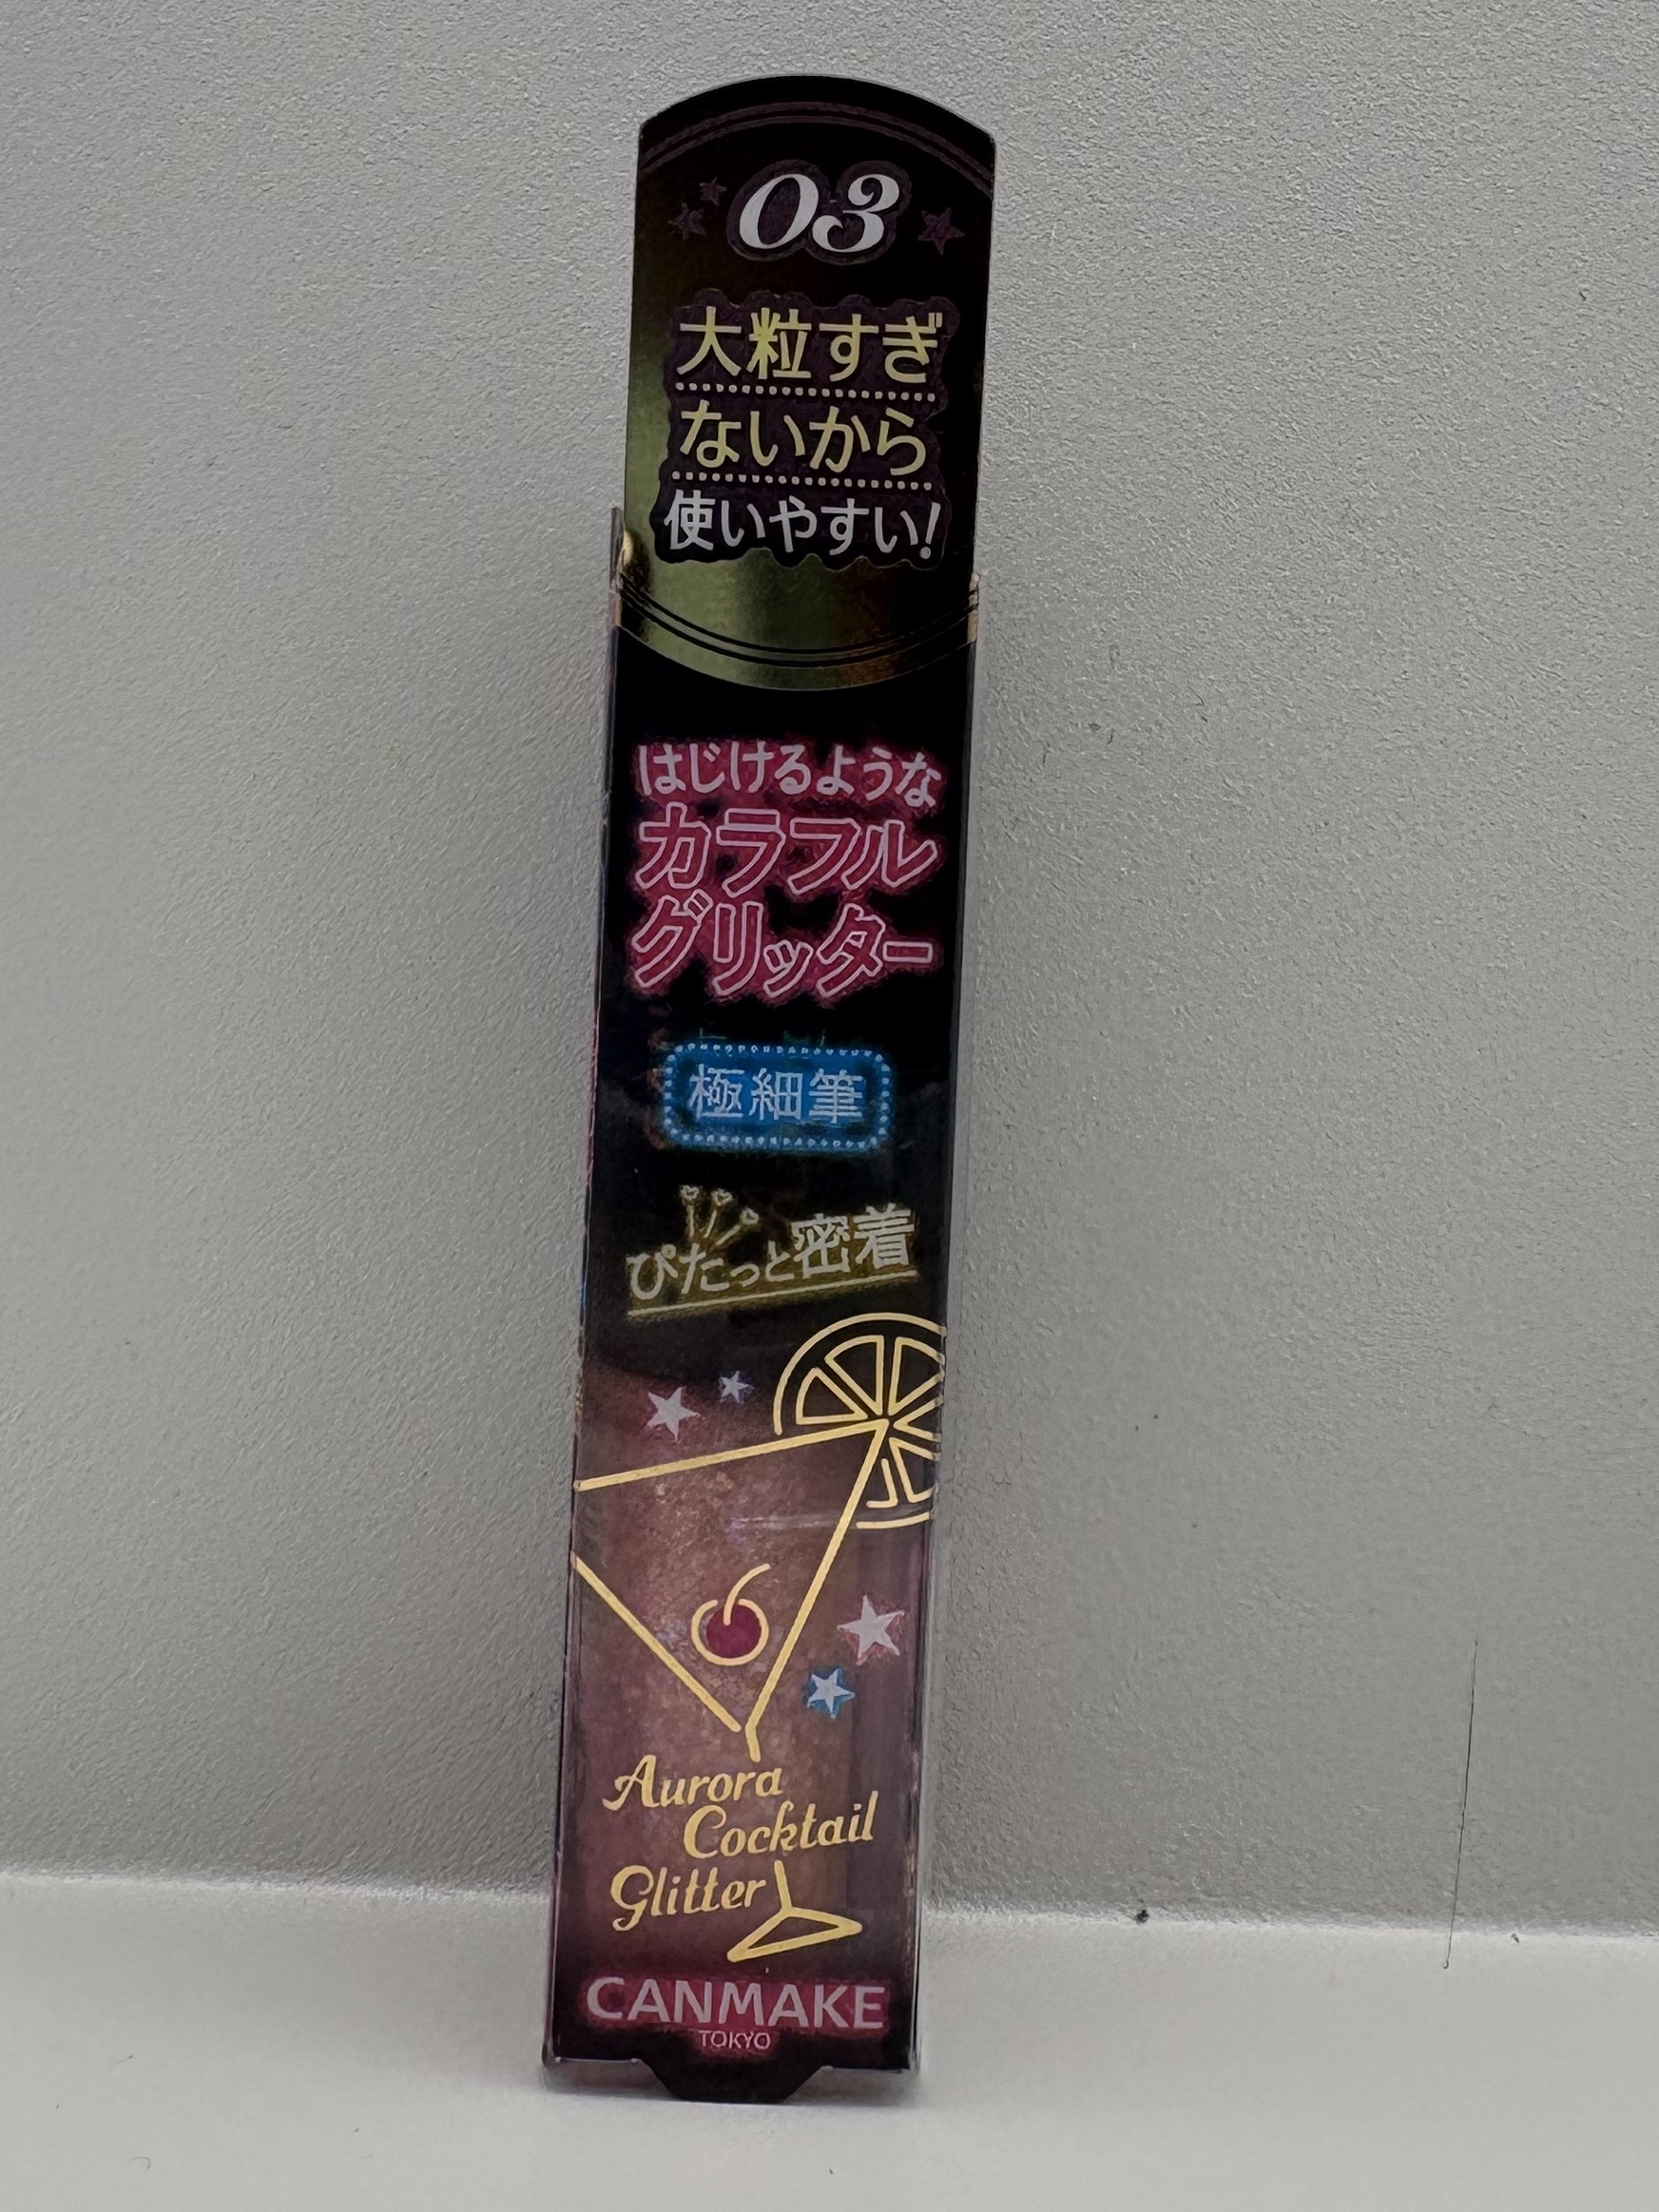 03
大粒すぎ
ないから
使いやすい!
はじけるような
カラフル
グリッター
極細筆
ぴたっと密着
Aurora
Cocktail
Glitter
CANMAKE
TOKYO